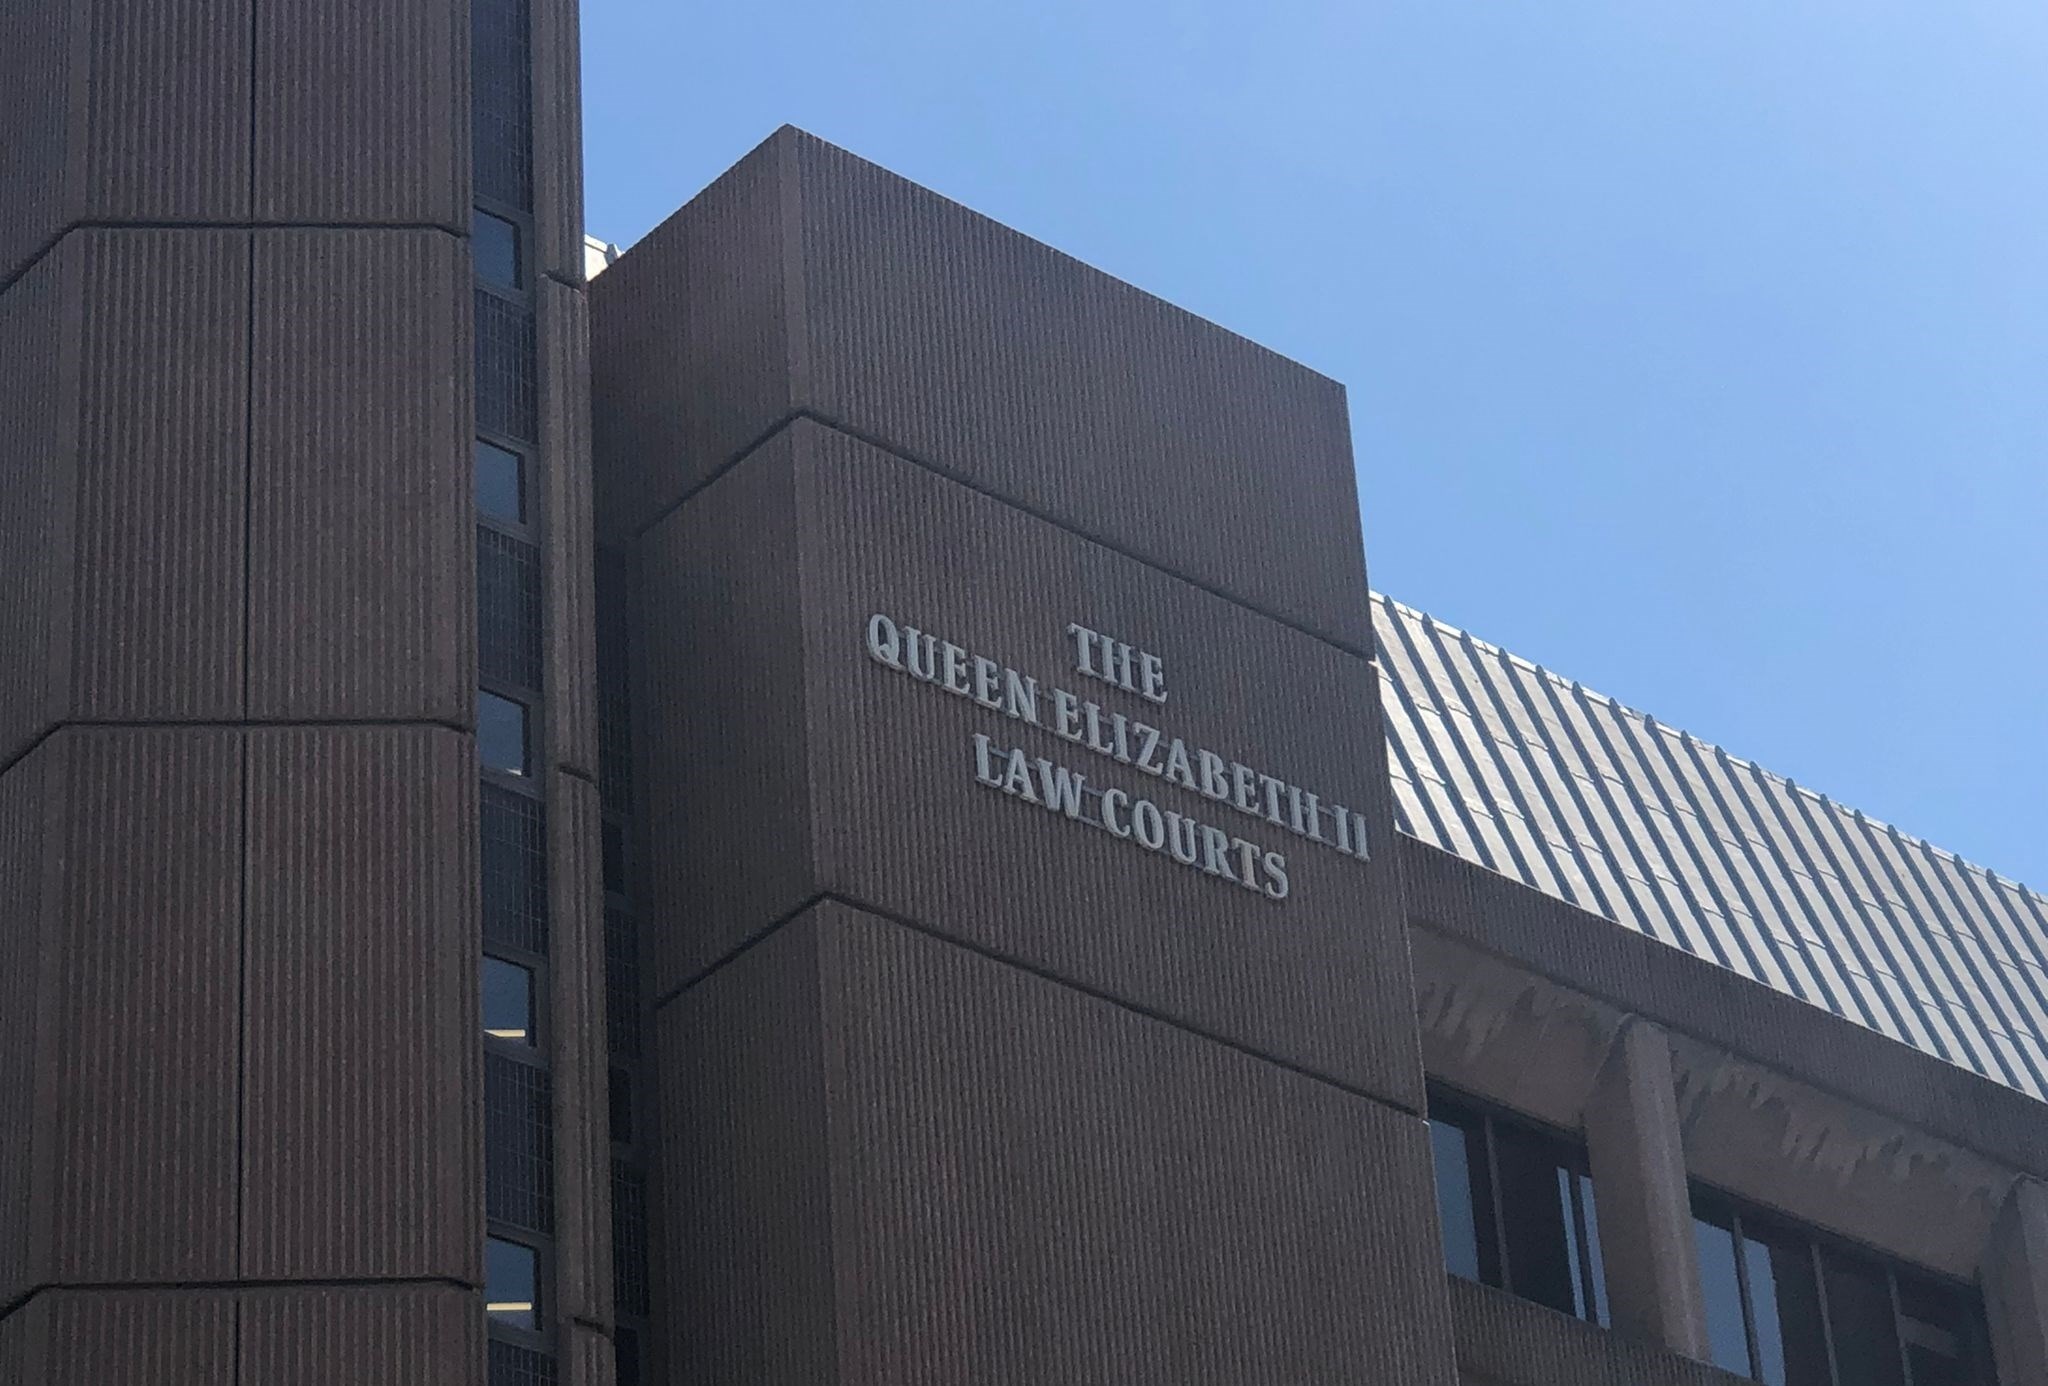 THE
QUEEN ELIZABETH II
LAW COURTS